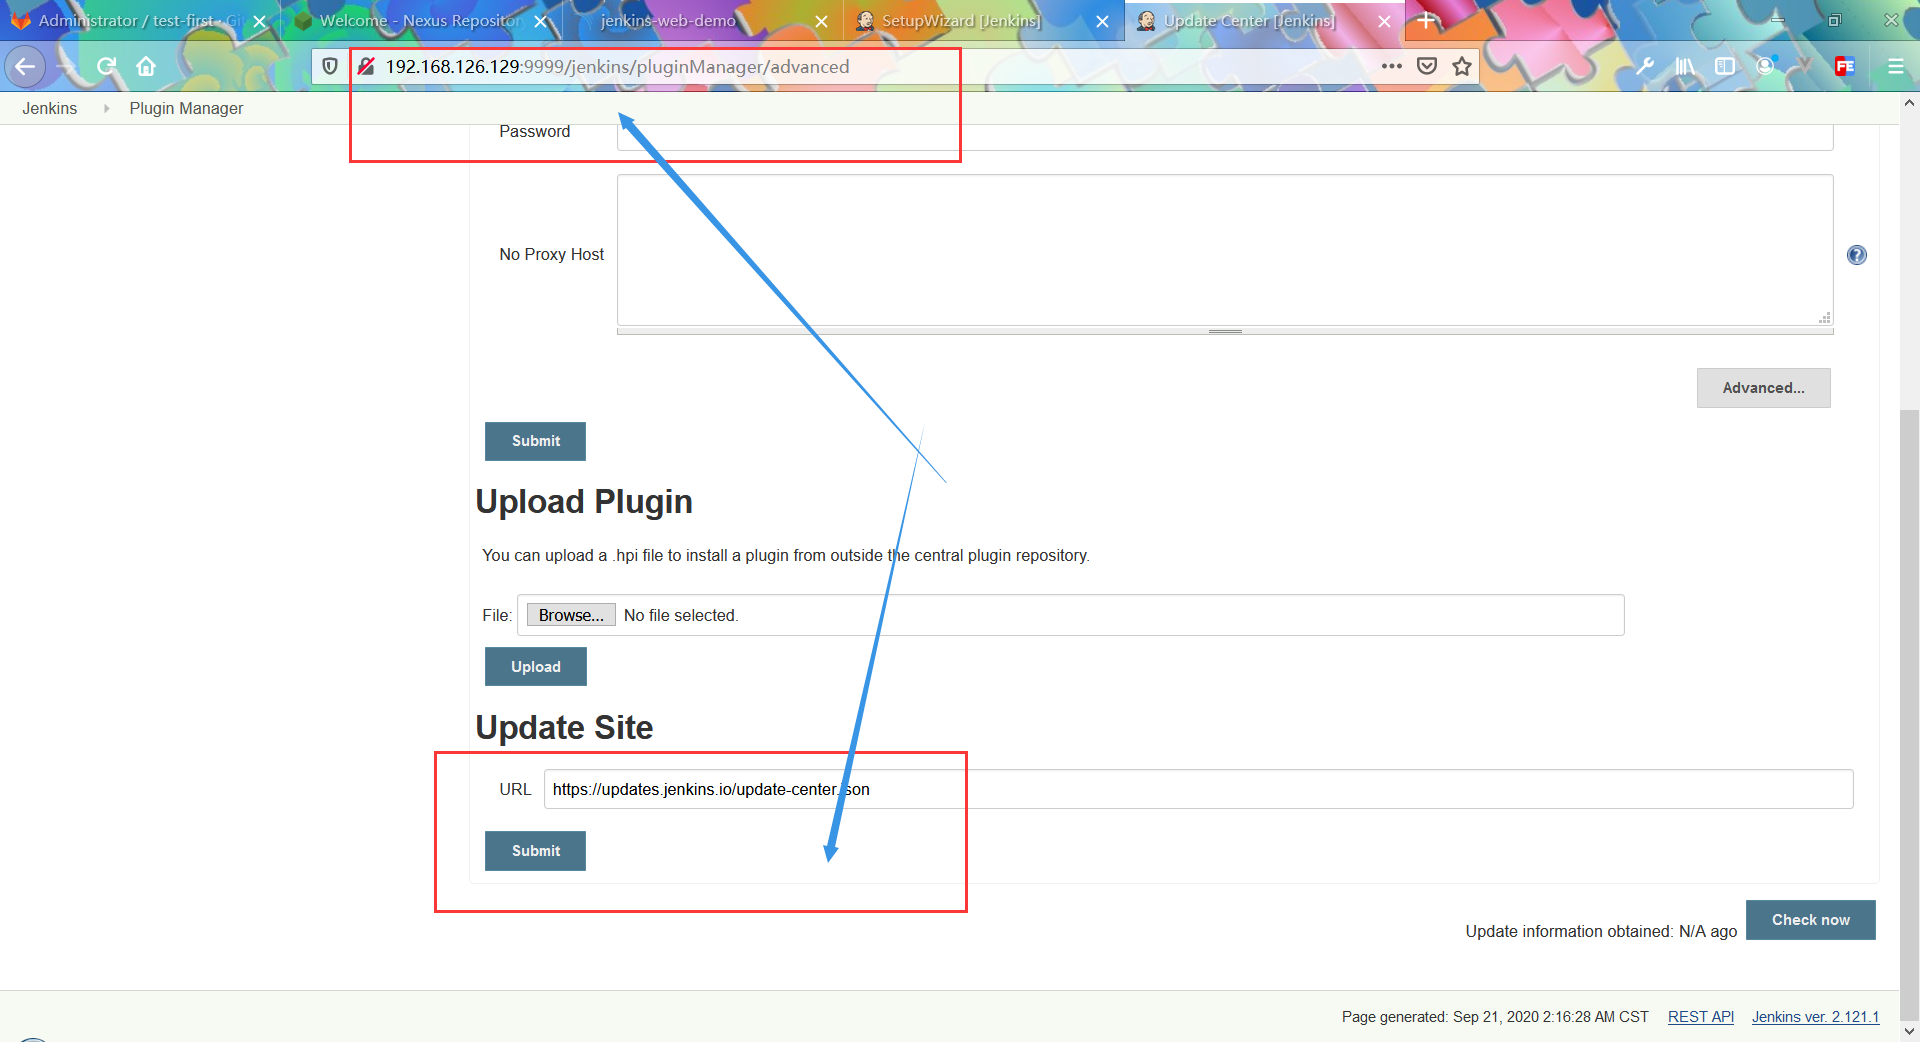 Administrator / test-first · Git
Welcome - Nexus Repository
jenkins-web-demo
SetupWizard [Jenkins]
Update Center [Jenkins]
192.168.126.129:9999/jenkins/pluginManager/advanced
FE
Jenkins
Plugin Manager
Password
No Proxy Host
Advanced...
Submit
Upload Plugin
You can upload a .hpi file to install a plugin from outside the central plugin repository.
File: Browse... No file selected.
Upload
Update Site
URL https://updates.jenkins.io/update-center.json
Submit
Update information obtained: N/A ago
Check now
Page generated: Sep 21, 2020 2:16:28 AM CST REST API Jenkins ver. 2.121.1